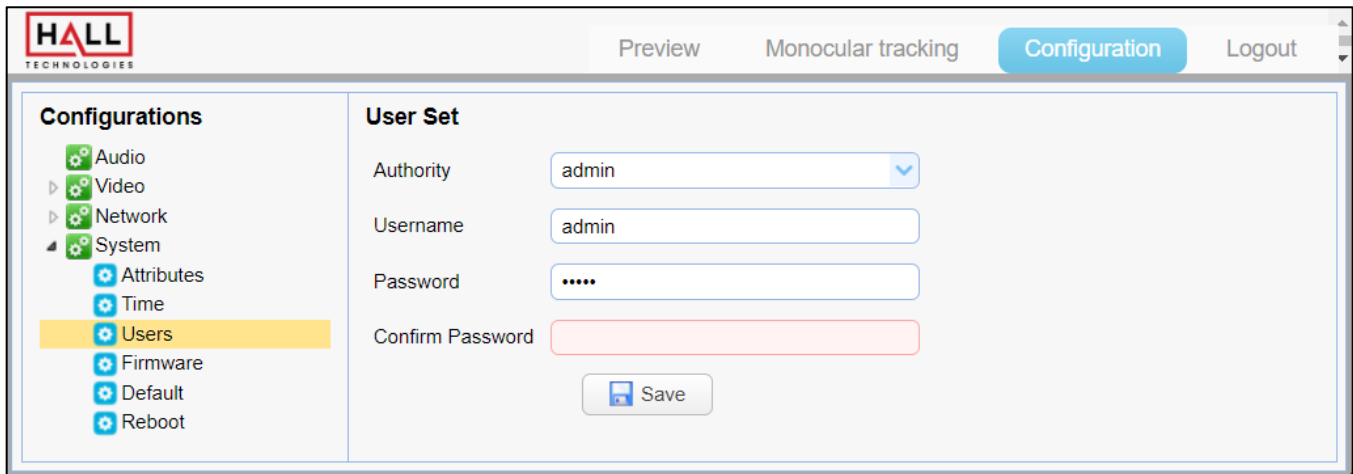 HALL
TECHNOLOGIES
Preview Monocular tracking Configuration Logout
Configurations
Audio
Video
Network
System
Attributes
Time
Users
Firmware
Default
Reboot
User Set
Authority admin
Username admin
Password •••••
Confirm Password
Save